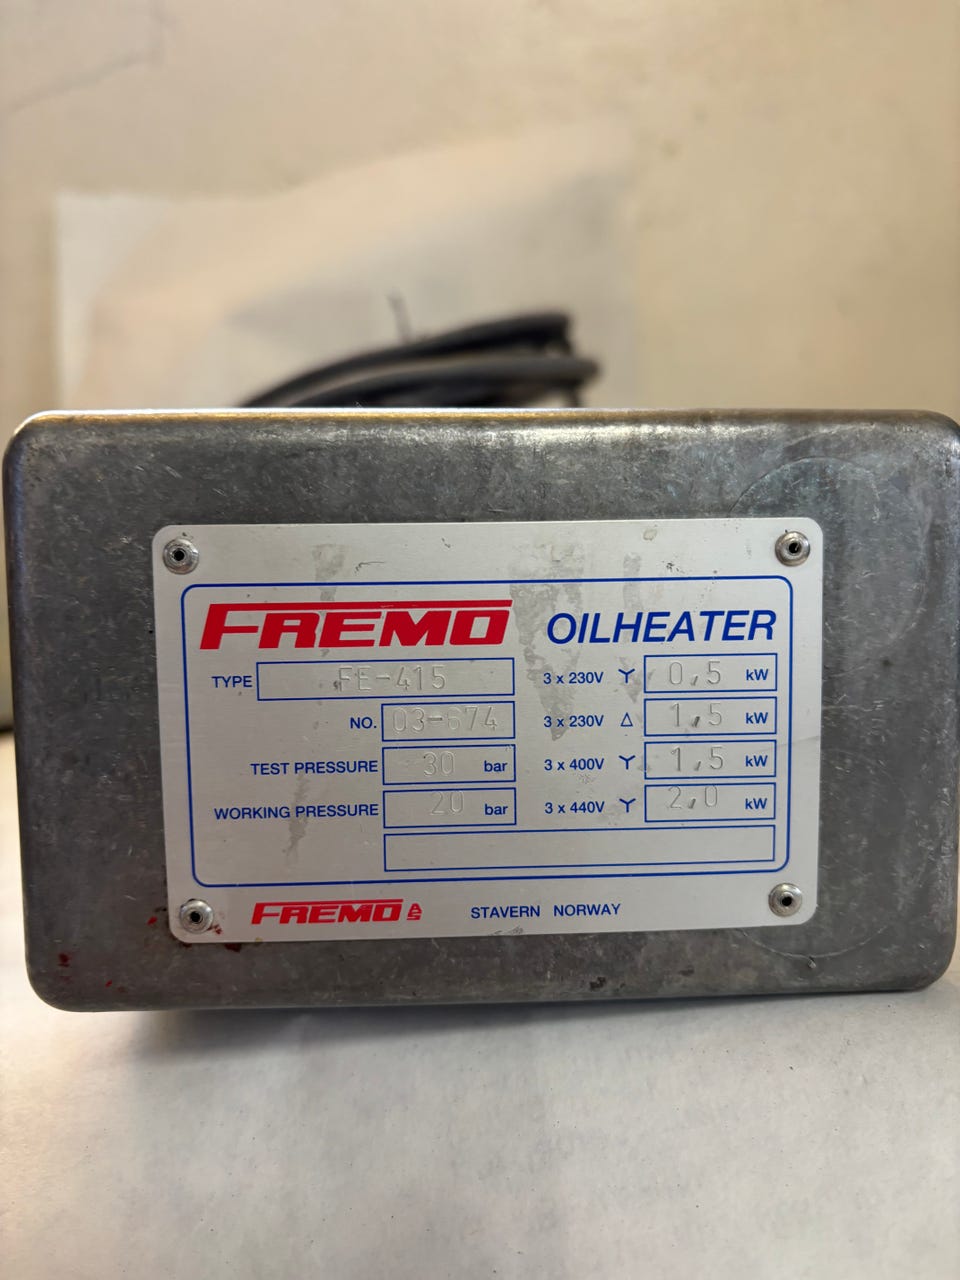 FREMO OILHEATER
TYPE FE-415 3 x 230V Y 0,5 kW
NO. 03-674 3 x 230V Δ 1,5 kW
TEST PRESSURE 30 bar 3 x 400V Y 1,5 kW
WORKING PRESSURE 20 bar 3 x 440V Y 2,0 kW
FREMO A/S STAVERN NORWAY